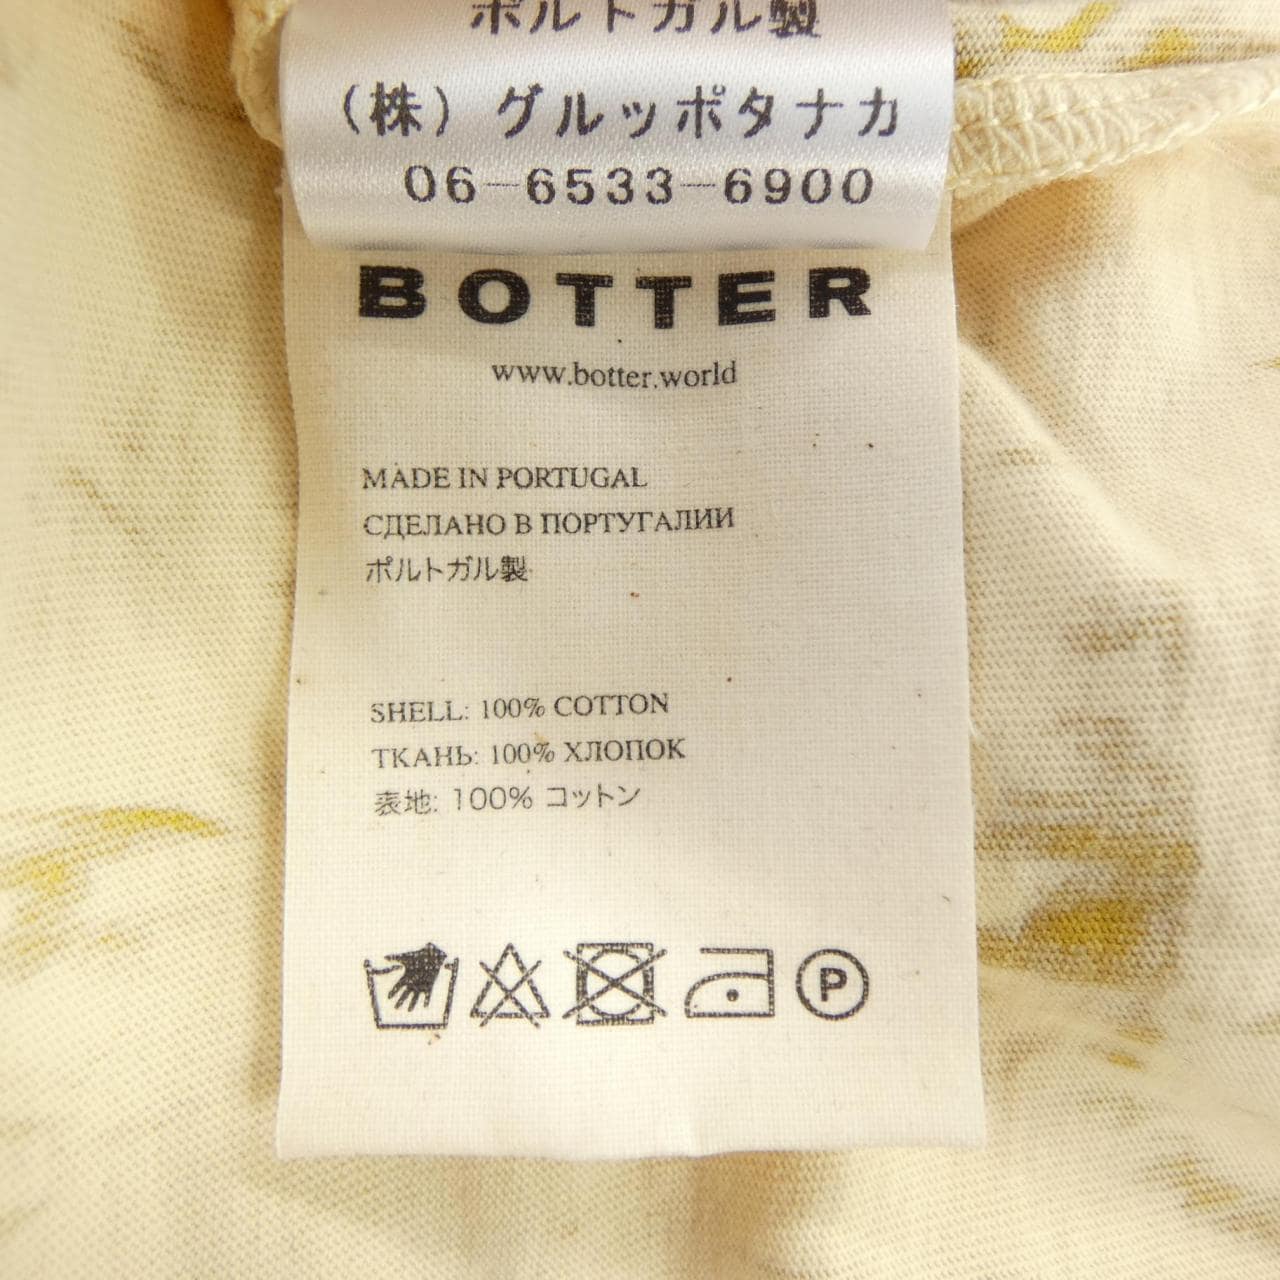 ポルトガル製
（株）グルッポタナカ
06-6533-6900
BOTTER
www.botter.world
MADE IN PORTUGAL
СДЕЛАНО В ПОРТУГАЛИИ
ポルトガル製
SHELL: 100% COTTON
ТКАНЬ: 100% ХЛОПОК
表地: 100% コットン
P